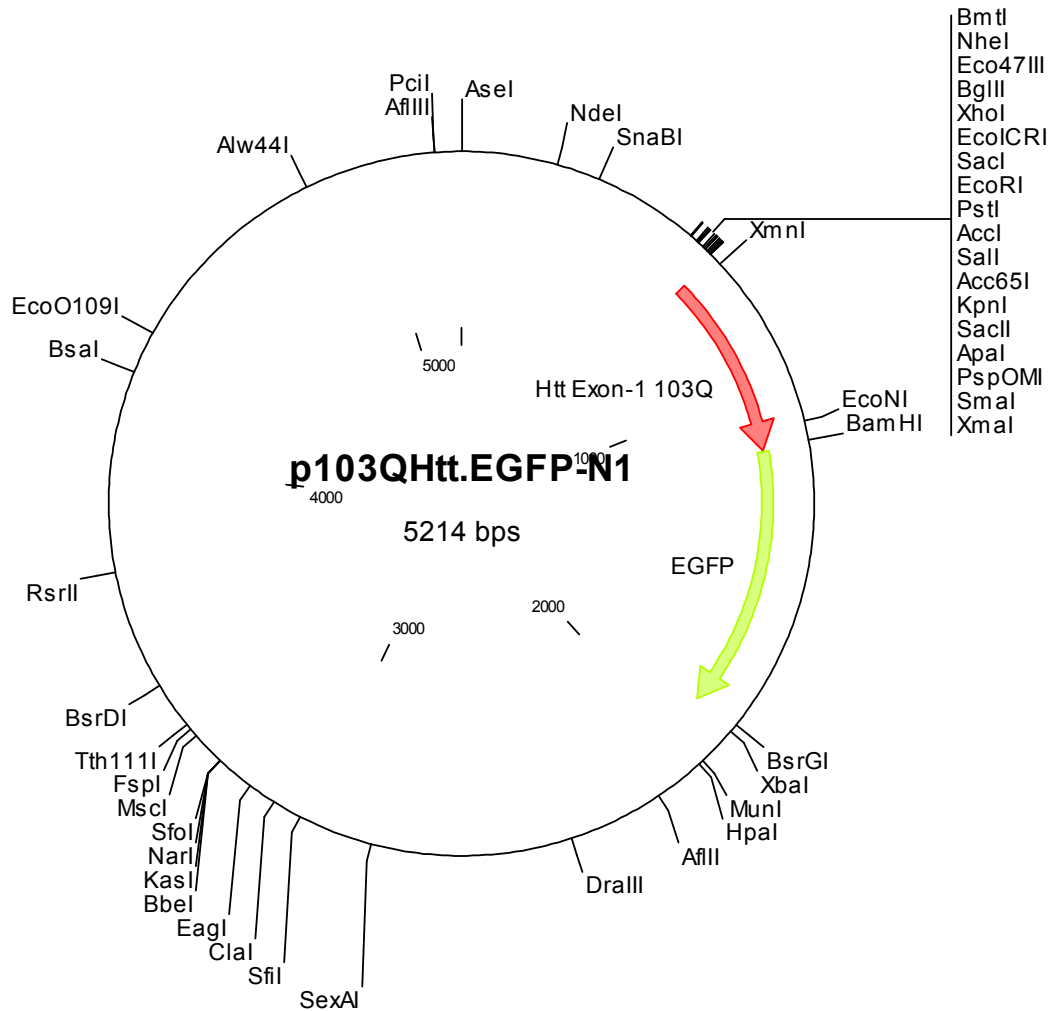 BmtI
NheI
Eco47III
BglII
XhoI
EcoICRI
SacI
EcoRI
PstI
AccI
SalI
Acc65I
KpnI
SacII
ApaI
PspOMI
SmaI
XmaI
PciI
AflIII
AseI
NdeI
SnaBI
Alw44I
XmnI
EcoO109I
BsaI
5000
Htt Exon-1 103Q
EcoNI
BamHI
1000
p103QHtt.EGFP-N1
4000
5214 bps
EGFP
RsrII
2000
3000
BsrDI
Tth111I
FspI
MscI
SfoI
NarI
KasI
BbeI
EagI
ClaI
SfiI
SexAI
BsrGI
XbaI
MunI
HpaI
AflII
DraIII